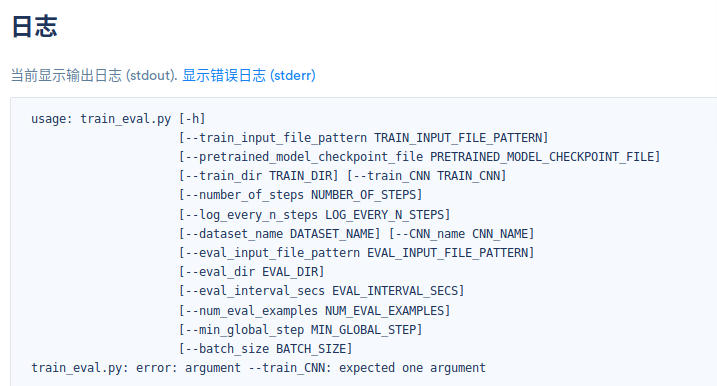 日志
当前显示输出日志 (stdout). 显示错误日志 (stderr)
usage: train_eval.py [-h]
[--train_input_file_pattern TRAIN_INPUT_FILE_PATTERN]
[--pretrained_model_checkpoint_file PRETRAINED_MODEL_CHECKPOINT_FILE]
[--train_dir TRAIN_DIR] [--train_CNN TRAIN_CNN]
[--number_of_steps NUMBER_OF_STEPS]
[--log_every_n_steps LOG_EVERY_N_STEPS]
[--dataset_name DATASET_NAME] [--CNN_name CNN_NAME]
[--eval_input_file_pattern EVAL_INPUT_FILE_PATTERN]
[--eval_dir EVAL_DIR]
[--eval_interval_secs EVAL_INTERVAL_SECS]
[--num_eval_examples NUM_EVAL_EXAMPLES]
[--min_global_step MIN_GLOBAL_STEP]
[--batch_size BATCH_SIZE]
train_eval.py: error: argument --train_CNN: expected one argument